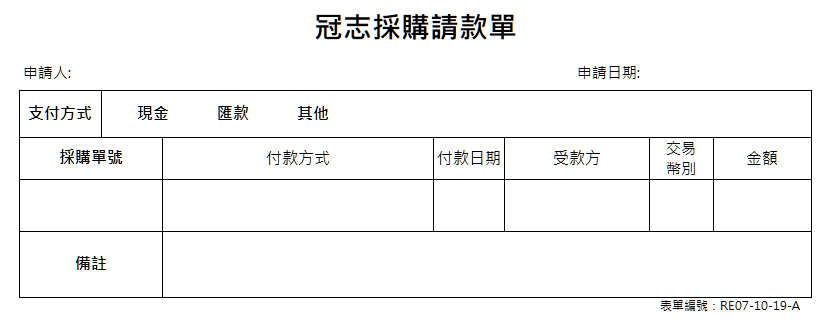 冠志採購請款單
申請人: 申請日期:
支付方式 現金 匯款 其他
採購單號 付款方式 付款日期 受款方 交易 金額
幣別
備註
表單編號：RE07-10-19-A